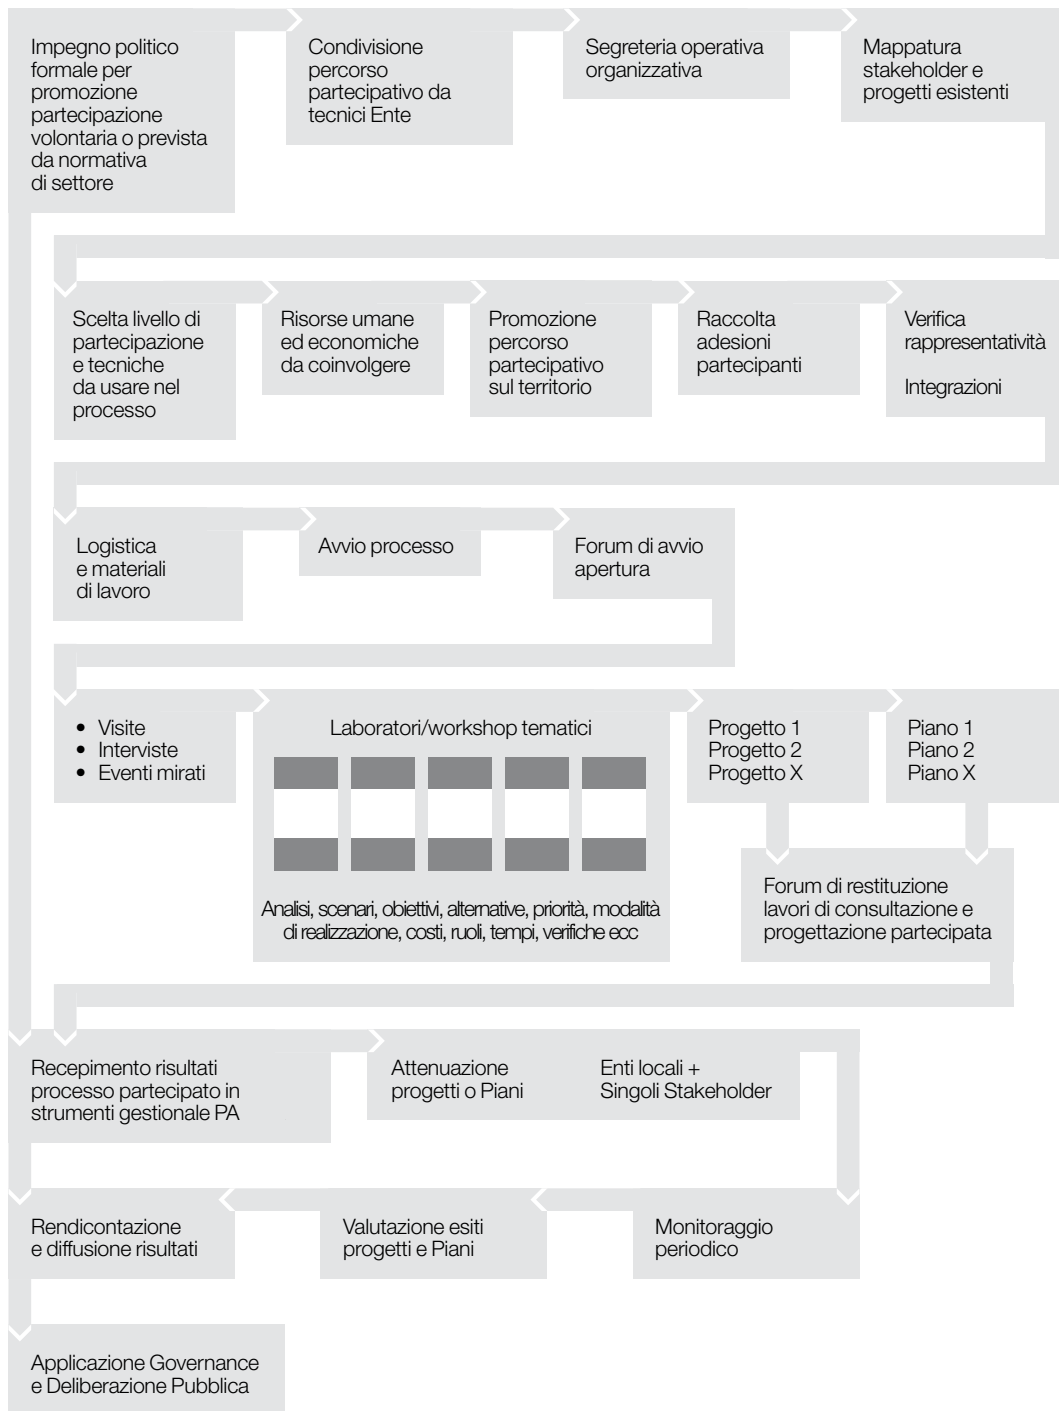 Impegno politico
formale per
promozione
partecipazione
volontaria o prevista
da normativa
di settore
Condivisione
percorso
partecipativo da
tecnici Ente
Segreteria operativa
organizzativa
Mappatura
stakeholder e
progetti esistenti
Scelta livello di
partecipazione
e tecniche
da usare nel
processo
Risorse umane
ed economiche
da coinvolgere
Promozione
percorso
partecipativo
sul territorio
Raccolta
adesioni
partecipanti
Verifica
rappresentatività
Integrazioni
Logistica
e materiali
di lavoro
Avvio processo
Forum di avvio
apertura
• Visite
• Interviste
• Eventi mirati
Laboratori/workshop tematici
Analisi, scenari, obiettivi, alternative, priorità, modalità
di realizzazione, costi, ruoli, tempi, verifiche ecc
Progetto 1
Progetto 2
Progetto X
Piano 1
Piano 2
Piano X
Forum di restituzione
lavori di consultazione e
progettazione partecipata
Recepimento risultati
processo partecipato in
strumenti gestionale PA
Attenuazione
progetti o Piani
Enti locali +
Singoli Stakeholder
Rendicontazione
e diffusione risultati
Valutazione esiti
progetti e Piani
Monitoraggio
periodico
Applicazione Governance
e Deliberazione Pubblica